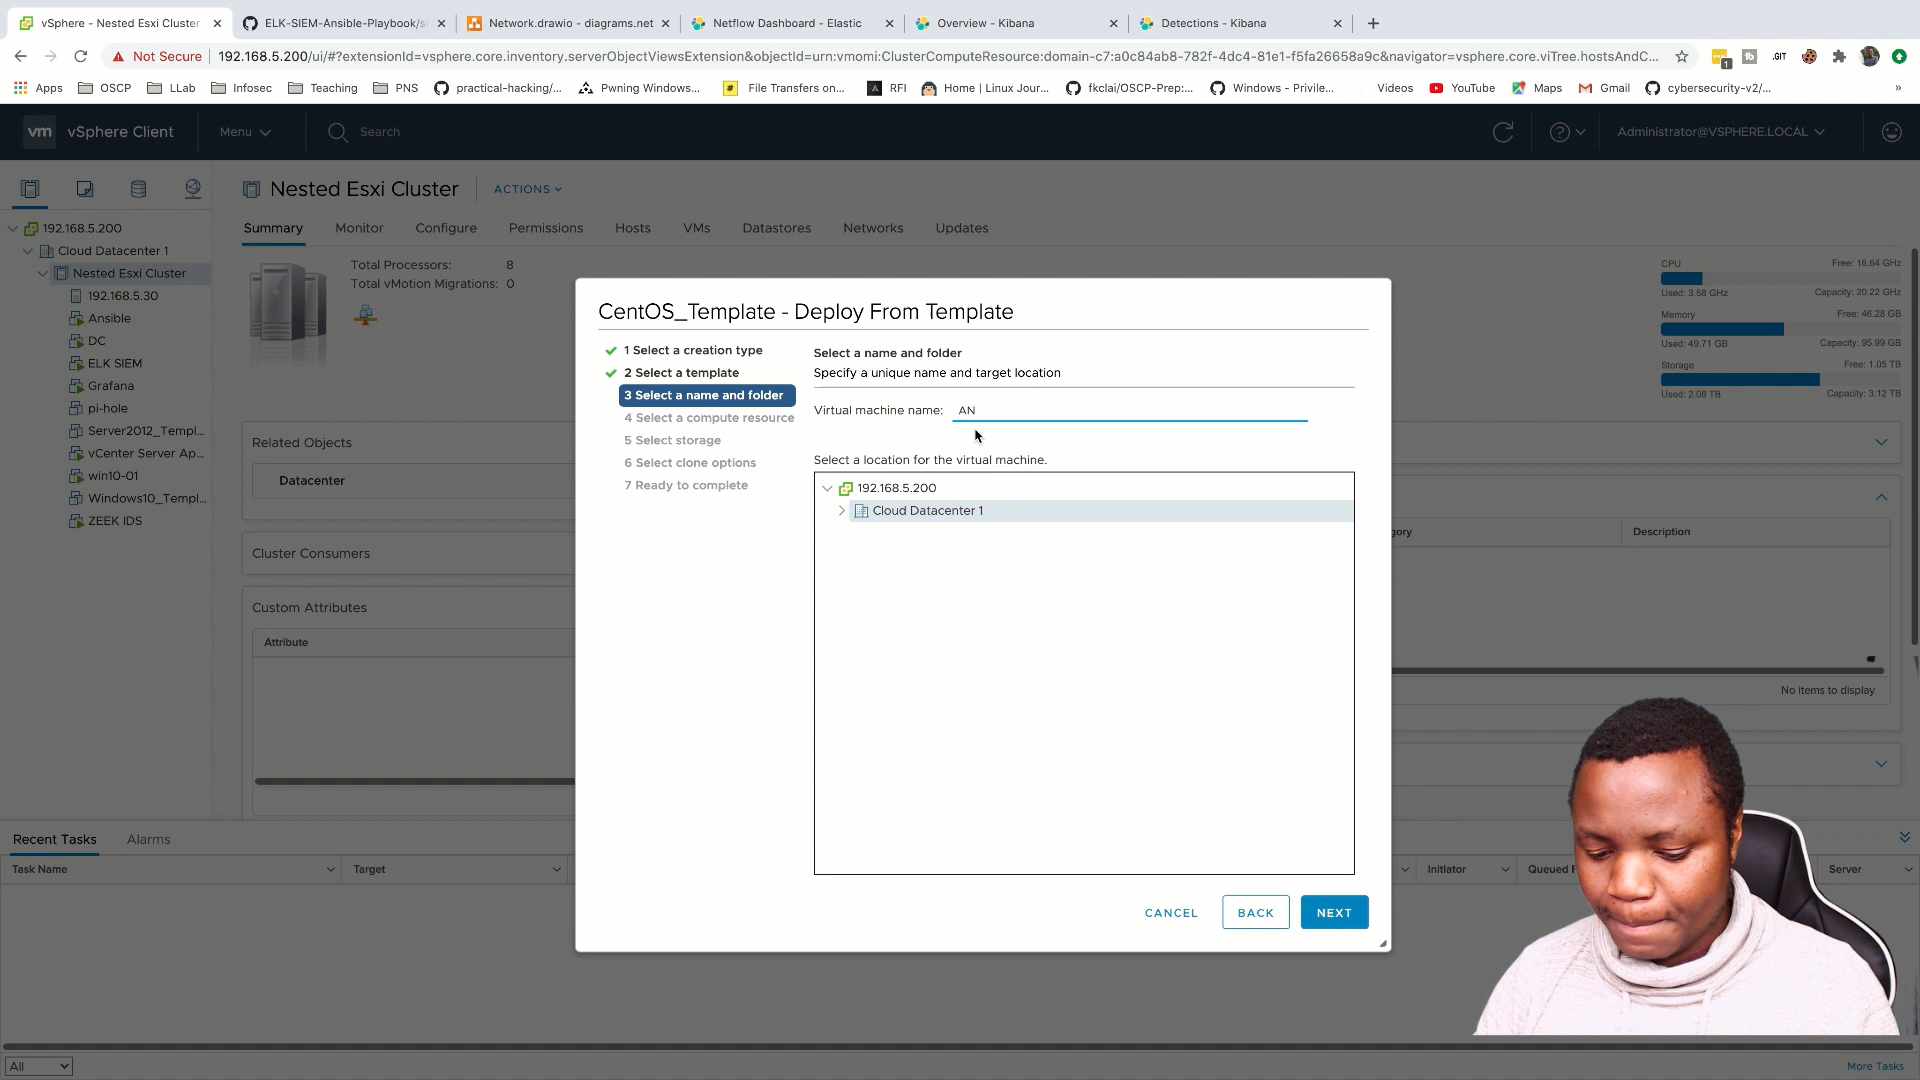 vSphere - Nested Esxi Cluster
ELK-SIEM-Ansible-Playbook/s
Network.drawio - diagrams.net
Netflow Dashboard - Elastic
Overview - Kibana
Detections - Kibana
Not Secure
192.168.5.200/ui/#?extensionId=vsphere.core.inventory.serverObjectViewsExtension&objectId=urn:vmomi:ClusterComputeResource:domain-c7:a0c84ab8-782f-4dc4-81e1-f5fa26658a9c&navigator=vsphere.core.viTree.hostsAndC...
1
.GIT
Apps
OSCP
LLab
Infosec
Teaching
PNS
practical-hacking/...
Pwning Windows...
File Transfers on...
RFI
Home | Linux Jour...
fkclai/OSCP-Prep:...
Windows - Privile...
Videos
YouTube
Maps
Gmail
cybersecurity-v2/...
»
vm
vSphere Client
Menu
Search
Administrator@VSPHERE.LOCAL
192.168.5.200
Cloud Datacenter 1
Nested Esxi Cluster
192.168.5.30
Ansible
DC
ELK SIEM
Grafana
pi-hole
Server2012_Templ...
vCenter Server Ap...
win10-01
Windows10_Templ...
ZEEK IDS
Nested Esxi Cluster
ACTIONS
Summary
Monitor
Configure
Permissions
Hosts
VMs
Datastores
Networks
Updates
Total Processors: 8
Total vMotion Migrations: 0
CPU
Free: 16.64 GHz
Used: 3.58 GHz
Capacity: 20.22 GHz
Memory
Free: 46.28 GB
Used: 49.71 GB
Capacity: 95.99 GB
Storage
Free: 1.05 TB
Used: 2.08 TB
Capacity: 3.12 TB
Related Objects
Datacenter
Cluster Consumers
Custom Attributes
Attribute
gory
Description
No items to display
CentOS_Template - Deploy From Template
1 Select a creation type
2 Select a template
3 Select a name and folder
4 Select a compute resource
5 Select storage
6 Select clone options
7 Ready to complete
Select a name and folder
Specify a unique name and target location
Virtual machine name: AN
Select a location for the virtual machine.
192.168.5.200
Cloud Datacenter 1
CANCEL
BACK
NEXT
Recent Tasks
Alarms
Task Name
Target
Initiator
Queued
Server
All
More Tasks